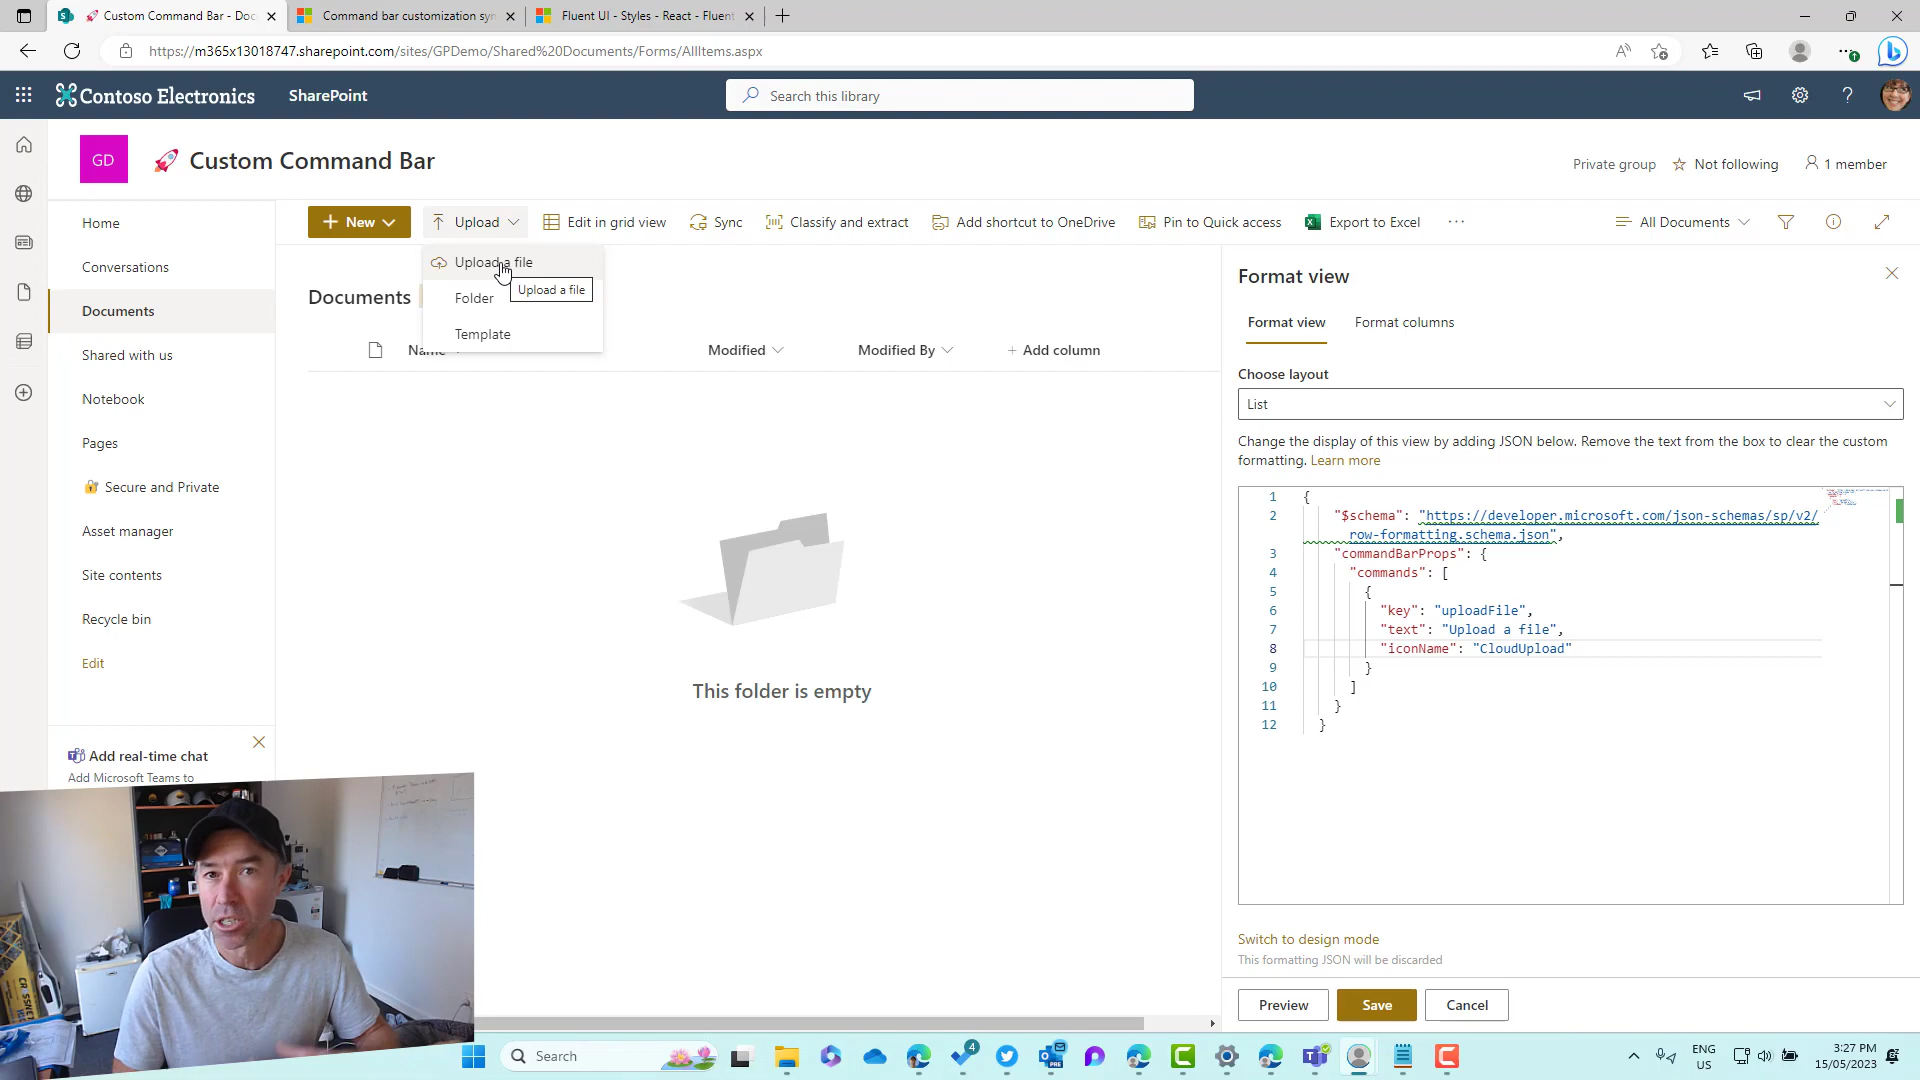 Custom Command Bar - Doc
Command bar customization syn
Fluent UI - Styles - React - Fluent
https://m365x13018747.sharepoint.com/sites/GPDemo/Shared%20Documents/Forms/AllItems.aspx
Contoso Electronics
SharePoint
Search this library
GD
Custom Command Bar
Private group
Not following
1 member
Home
Conversations
Documents
Shared with us
Notebook
Pages
Secure and Private
Asset manager
Site contents
Recycle bin
Edit
Add real-time chat
Add Microsoft Teams to
New
Upload
Edit in grid view
Sync
Classify and extract
Add shortcut to OneDrive
Pin to Quick access
Export to Excel
All Documents
Upload a file
Upload a file
Folder
Template
Documents
Name
Modified
Modified By
Add column
This folder is empty
Format view
Format view
Format columns
Choose layout
List
Change the display of this view by adding JSON below. Remove the text from the box to clear the custom
formatting. Learn more
1 {
2 "$schema": "https://developer.microsoft.com/json-schemas/sp/v2/
row-formatting.schema.json",
3 "commandBarProps": {
4 "commands": [
5 {
6 "key": "uploadFile",
7 "text": "Upload a file",
8 "iconName": "CloudUpload"
9 }
10 ]
11 }
12 }
Switch to design mode
This formatting JSON will be discarded
Preview
Save
Cancel
Search
4
PRE
ENG
US
3:27 PM
15/05/2023